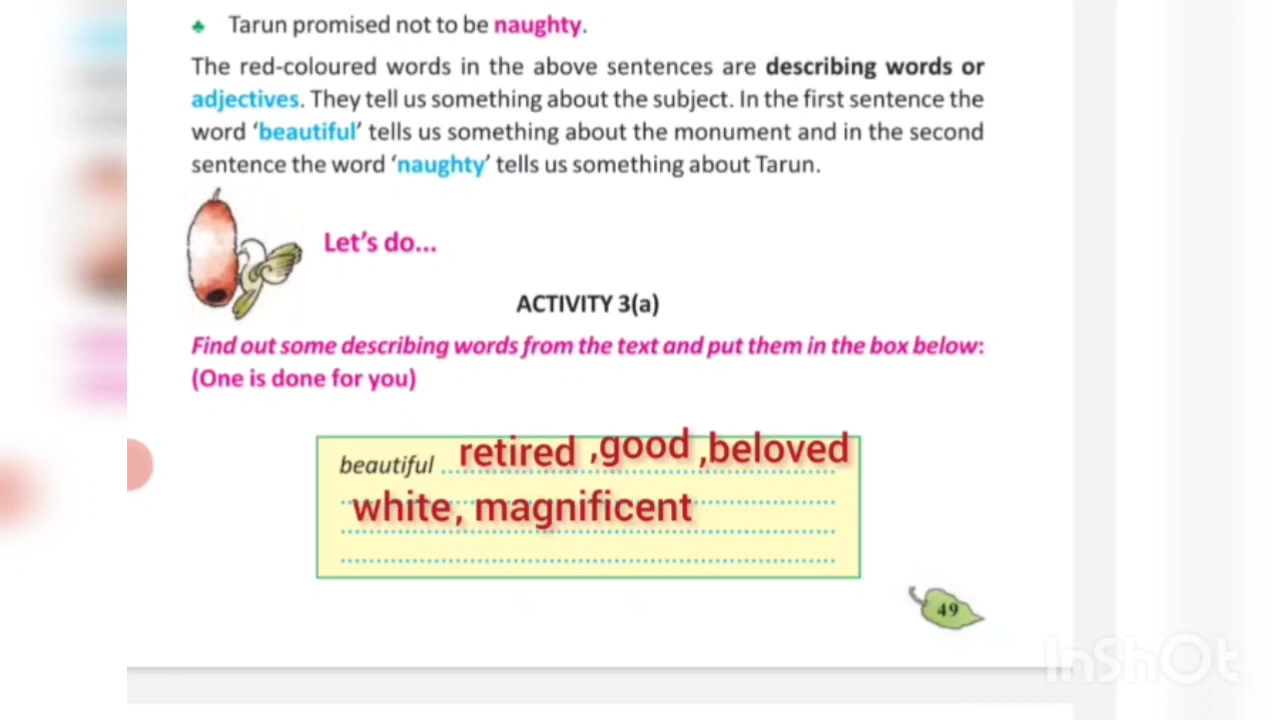 ♣ Tarun promised not to be naughty.
The red-coloured words in the above sentences are describing words or
adjectives. They tell us something about the subject. In the first sentence the
word ‘beautiful’ tells us something about the monument and in the second
sentence the word ‘naughty’ tells us something about Tarun.
Let’s do...
ACTIVITY 3(a)
Find out some describing words from the text and put them in the box below:
(One is done for you)
beautiful retired ,good ,beloved
white, magnificent
49
InShOt